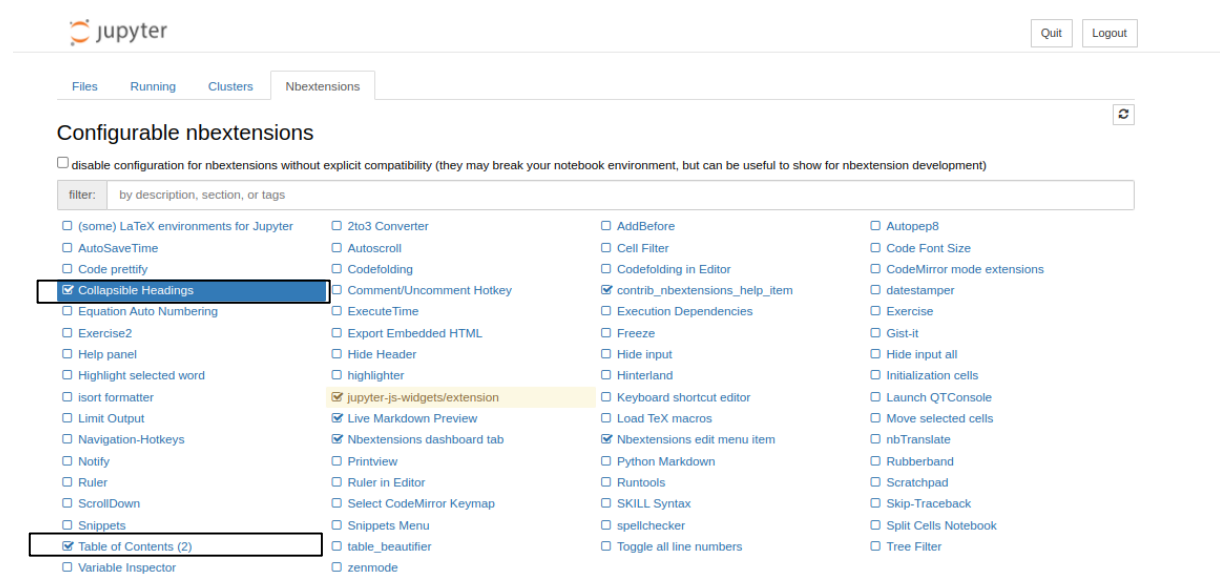 jupyter
Quit Logout
Files Running Clusters Nbextensions
Configurable nbextensions
disable configuration for nbextensions without explicit compatibility (they may break your notebook environment, but can be useful to show for nbextension development)
filter: by description, section, or tags
(some) LaTeX environments for Jupyter 2to3 Converter AddBefore Autopep8
AutoSaveTime Autoscroll Cell Filter Code Font Size
Code prettify Codefolding Codefolding in Editor CodeMirror mode extensions
Collapsible Headings Comment/Uncomment Hotkey contrib_nbextensions_help_item datestamper
Equation Auto Numbering ExecuteTime Execution Dependencies Exercise
Exercise2 Export Embedded HTML Freeze Gist-it
Help panel Hide Header Hide input Hide input all
Highlight selected word highlighter Hinterland Initialization cells
isort formatter jupyter-js-widgets/extension Keyboard shortcut editor Launch QTConsole
Limit Output Live Markdown Preview Load TeX macros Move selected cells
Navigation-Hotkeys Nbextensions dashboard tab Nbextensions edit menu item nbTranslate
Notify Printview Python Markdown Rubberband
Ruler Ruler in Editor Runtools Scratchpad
ScrollDown Select CodeMirror Keymap SKILL Syntax Skip-Traceback
Snippets Snippets Menu spellchecker Split Cells Notebook
Table of Contents (2) table_beautifier Toggle all line numbers Tree Filter
Variable Inspector zenmode